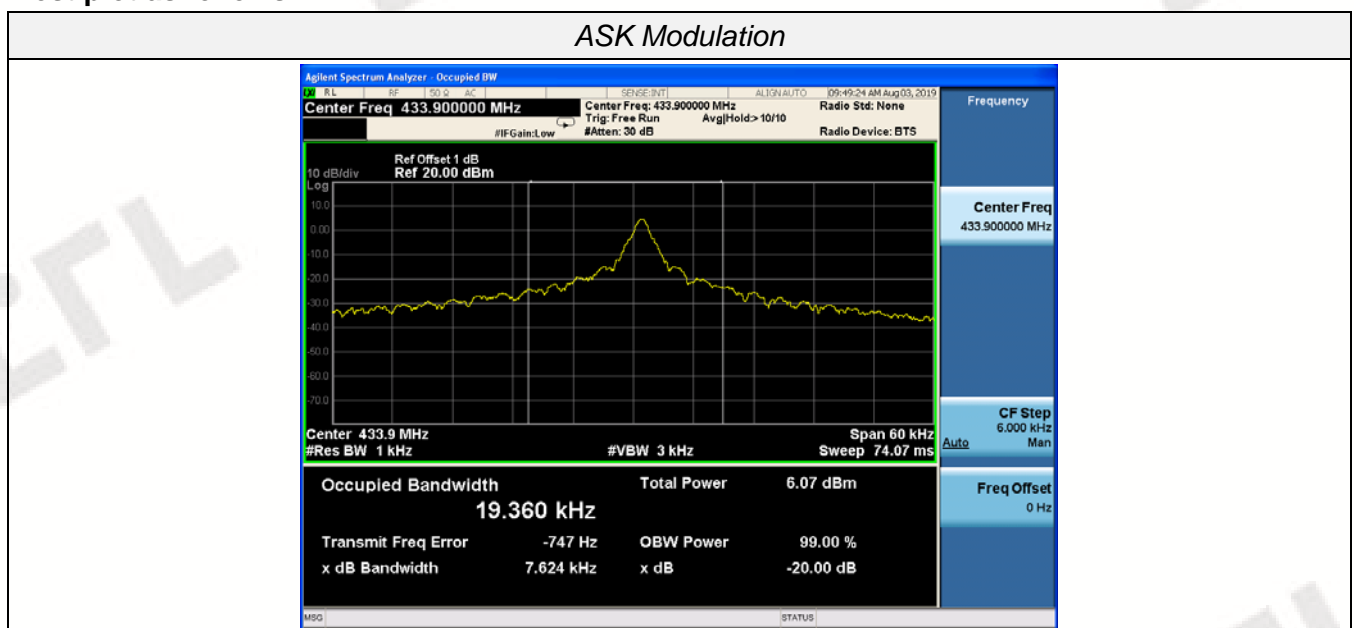 ASK Modulation
Agilent Spectrum Analyzer - Occupied BW
RL RF 50 Ω AC SENSE:INT ALIGN AUTO 09:49:24 AM Aug 03, 2019
Center Freq 433.900000 MHz
Center Freq: 433.900000 MHz Radio Std: None
Trig: Free Run Avg|Hold:> 10/10
#IFGain:Low #Atten: 30 dB Radio Device: BTS
Ref Offset 1 dB
10 dB/div Ref 20.00 dBm
Log
10.0
0.00
-10.0
-20.0
-30.0
-40.0
-50.0
-60.0
-70.0
Center 433.9 MHz Span 60 kHz
#Res BW 1 kHz #VBW 3 kHz Sweep 74.07 ms
Occupied Bandwidth Total Power 6.07 dBm
19.360 kHz
Transmit Freq Error -747 Hz OBW Power 99.00 %
x dB Bandwidth 7.624 kHz x dB -20.00 dB
MSG STATUS
Frequency
Center Freq
433.900000 MHz
CF Step
6.000 kHz
Auto Man
Freq Offset
0 Hz